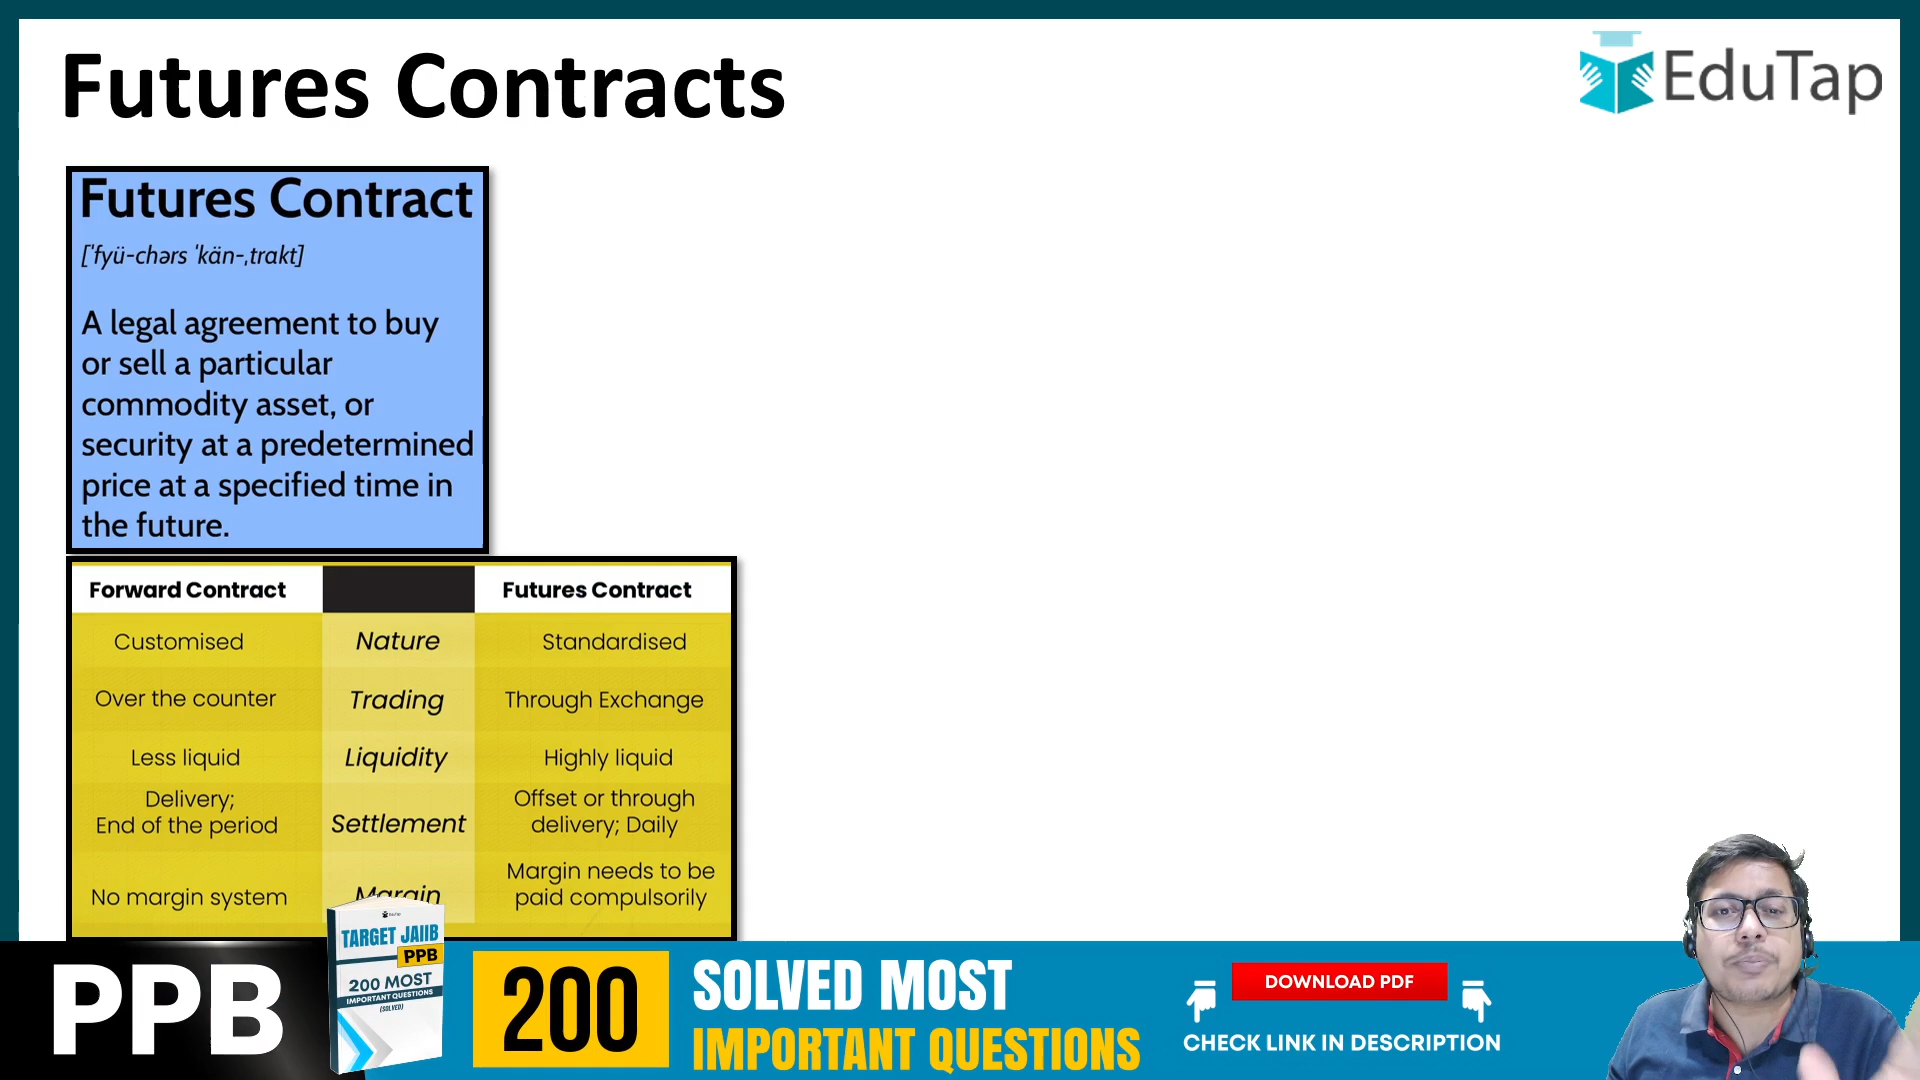 Futures Contracts
EduTap
Futures Contract
['fyü-chərs 'kän-ˌtrakt]
A legal agreement to buy
or sell a particular
commodity asset, or
security at a predetermined
price at a specified time in
the future.
Forward Contract Futures Contract
Customised Nature Standardised
Over the counter Trading Through Exchange
Less liquid Liquidity Highly liquid
Delivery;
End of the period
Settlement
Offset or through
delivery; Daily
No margin system
Margin
Margin needs to be
paid compulsorily
PPB
TARGET JAIIB
PPB
200 MOST
IMPORTANT QUESTIONS
(SOLVED)
200
SOLVED MOST
IMPORTANT QUESTIONS
DOWNLOAD PDF
CHECK LINK IN DESCRIPTION